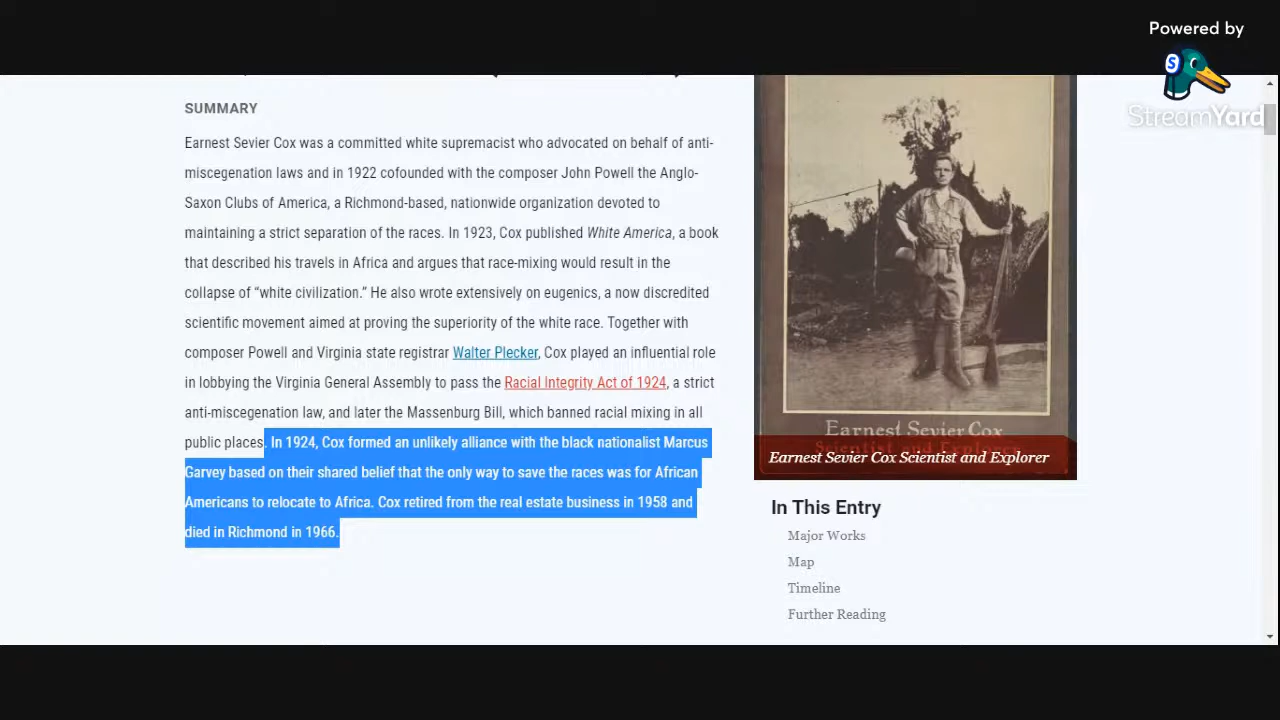 Powered by
StreamYard
SUMMARY
Earnest Sevier Cox was a committed white supremacist who advocated on behalf of anti-
miscegenation laws and in 1922 cofounded with the composer John Powell the Anglo-
Saxon Clubs of America, a Richmond-based, nationwide organization devoted to
maintaining a strict separation of the races. In 1923, Cox published White America, a book
that described his travels in Africa and argues that race-mixing would result in the
collapse of “white civilization.” He also wrote extensively on eugenics, a now discredited
scientific movement aimed at proving the superiority of the white race. Together with
composer Powell and Virginia state registrar Walter Plecker, Cox played an influential role
in lobbying the Virginia General Assembly to pass the Racial Integrity Act of 1924, a strict
anti-miscegenation law, and later the Massenburg Bill, which banned racial mixing in all
public places. In 1924, Cox formed an unlikely alliance with the black nationalist Marcus
Garvey based on their shared belief that the only way to save the races was for African
Americans to relocate to Africa. Cox retired from the real estate business in 1958 and
died in Richmond in 1966.
Earnest Sevier Cox
Scientist and Explorer
Earnest Sevier Cox Scientist and Explorer
In This Entry
Major Works
Map
Timeline
Further Reading